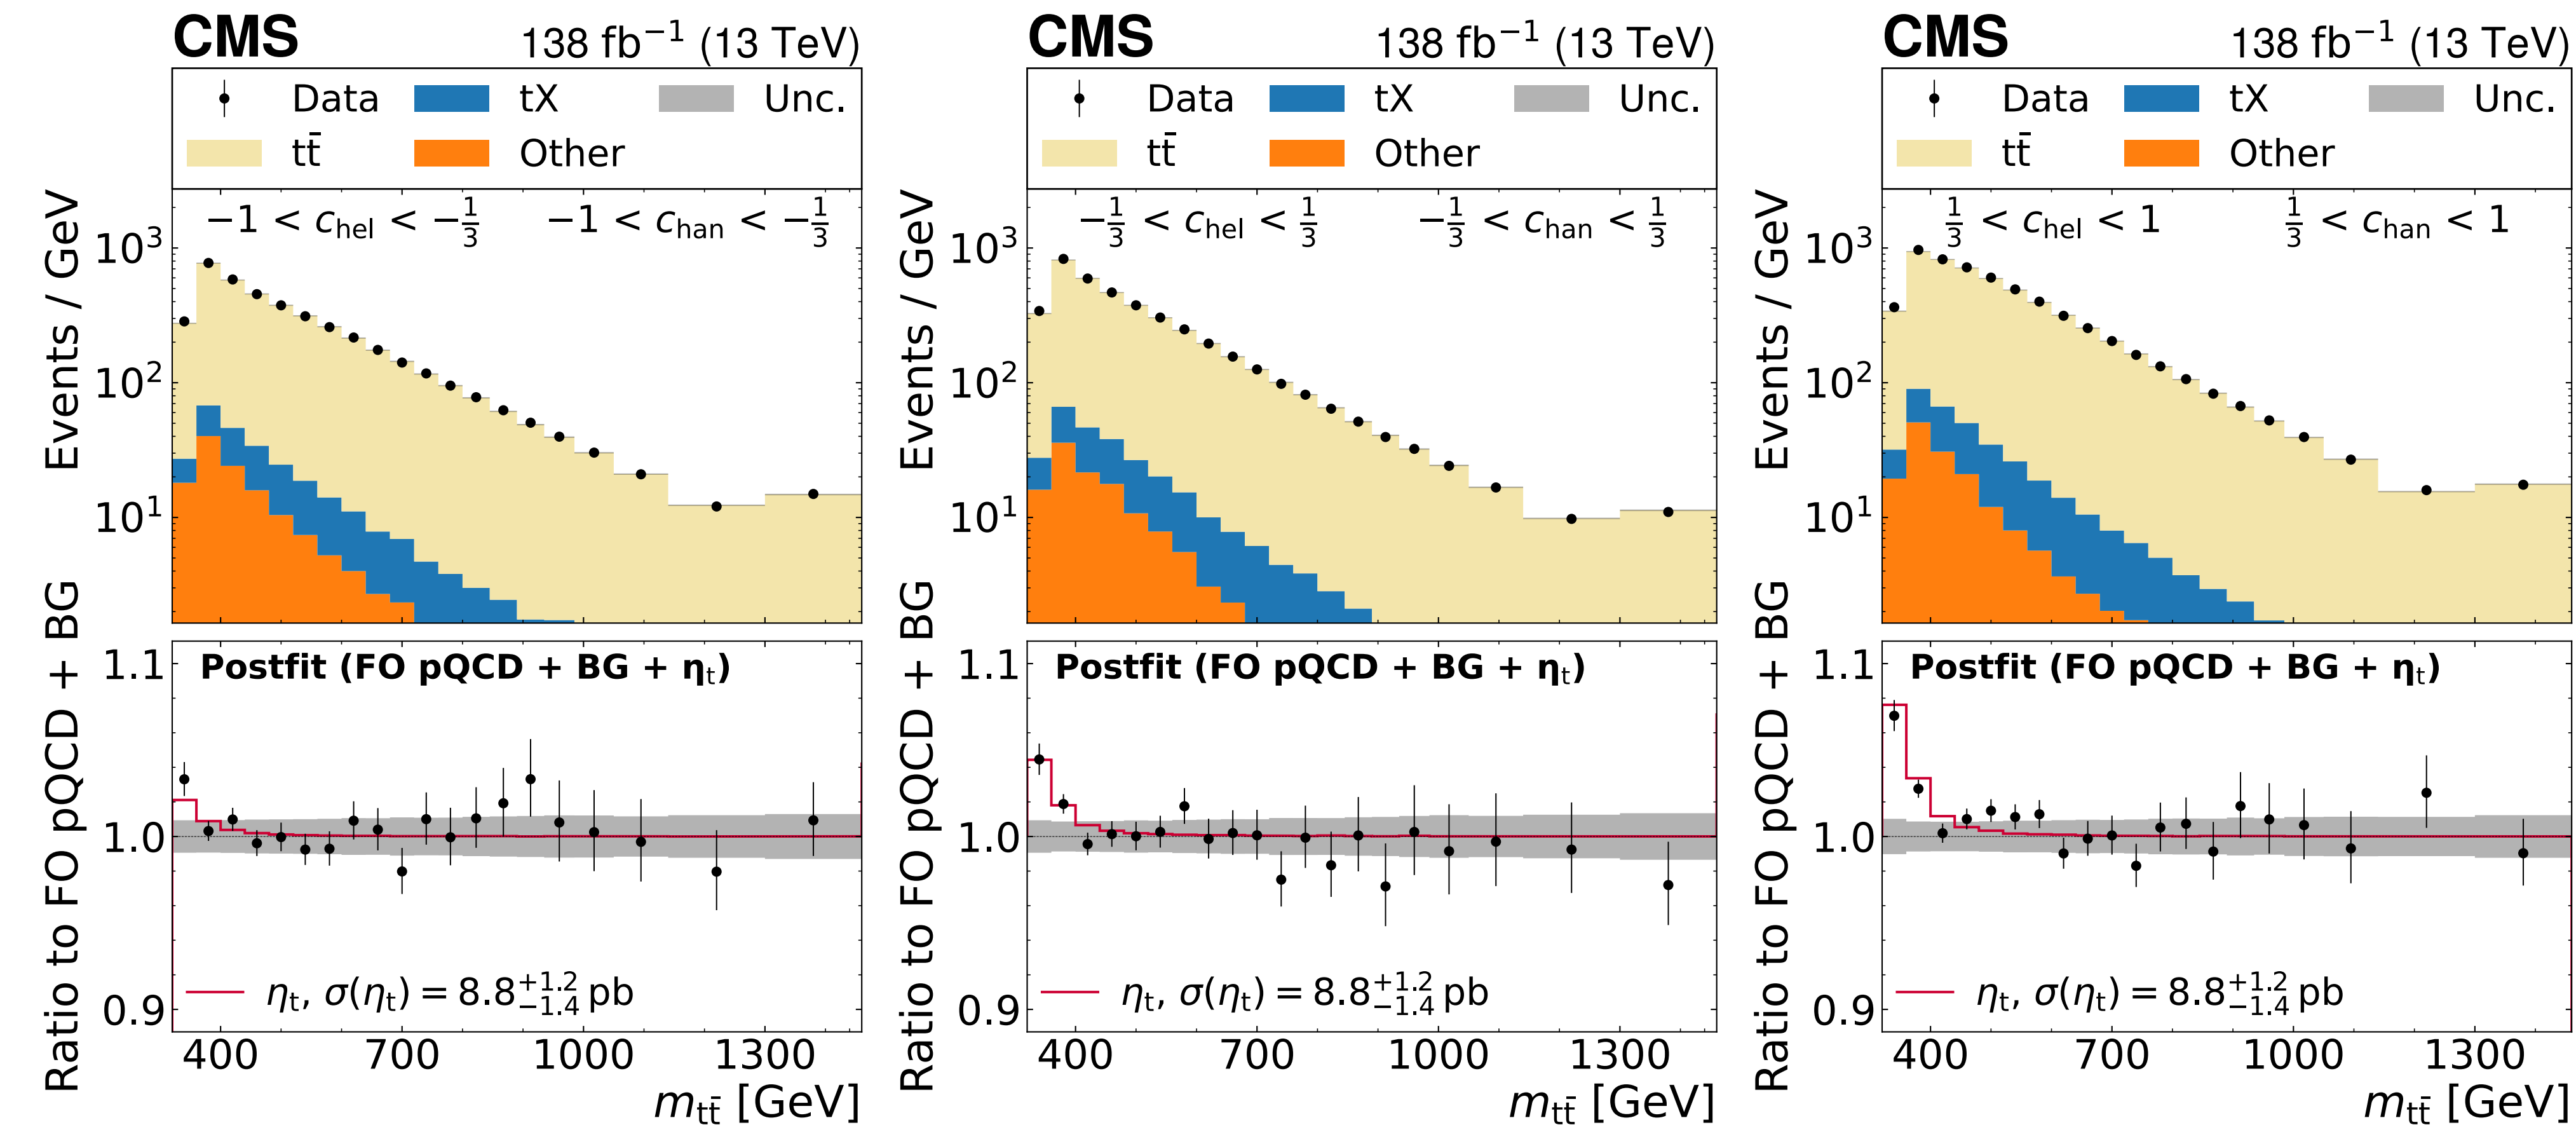 CMS 138 fb⁻¹ (13 TeV)
Data tX Unc.
tt̄ Other
−1 < c_hel < −1/3 −1 < c_han < −1/3
Events / GeV
10³
10²
10¹
Postfit (FO pQCD + BG + η_t)
Ratio to FO pQCD + BG
1.1
1.0
0.9
η_t, σ(η_t) = 8.8 +1.2 −1.4 pb
400 700 1000 1300
m_tt̄ [GeV]
CMS 138 fb⁻¹ (13 TeV)
Data tX Unc.
tt̄ Other
−1/3 < c_hel < 1/3 −1/3 < c_han < 1/3
Events / GeV
10³
10²
10¹
Postfit (FO pQCD + BG + η_t)
Ratio to FO pQCD + BG
1.1
1.0
0.9
η_t, σ(η_t) = 8.8 +1.2 −1.4 pb
400 700 1000 1300
m_tt̄ [GeV]
CMS 138 fb⁻¹ (13 TeV)
Data tX Unc.
tt̄ Other
1/3 < c_hel < 1 1/3 < c_han < 1
Events / GeV
10³
10²
10¹
Postfit (FO pQCD + BG + η_t)
Ratio to FO pQCD + BG
1.1
1.0
0.9
η_t, σ(η_t) = 8.8 +1.2 −1.4 pb
400 700 1000 1300
m_tt̄ [GeV]